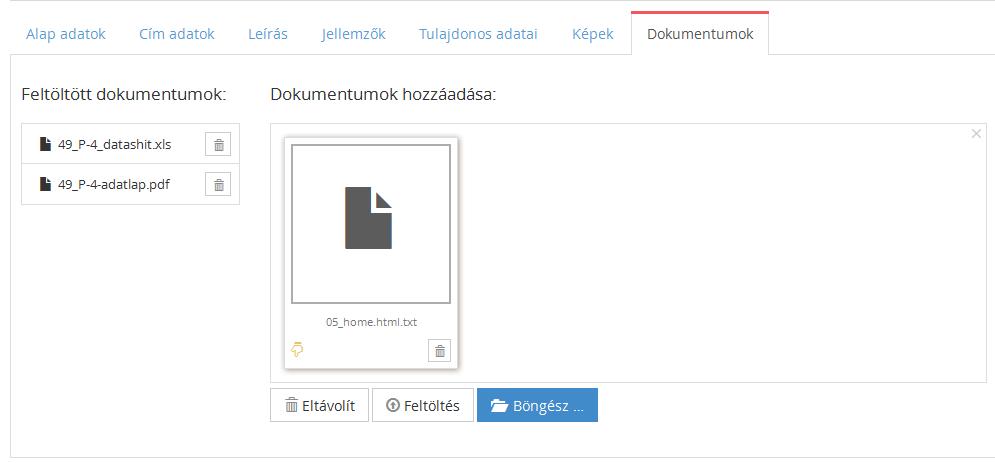 Alap adatok Cím adatok Leírás Jellemzők Tulajdonos adatai Képek Dokumentumok
Feltöltött dokumentumok:
49_P-4_datashit.xls
49_P-4-adatlap.pdf
Dokumentumok hozzáadása:
×
05_home.html.txt
Eltávolít Feltöltés Böngész ...